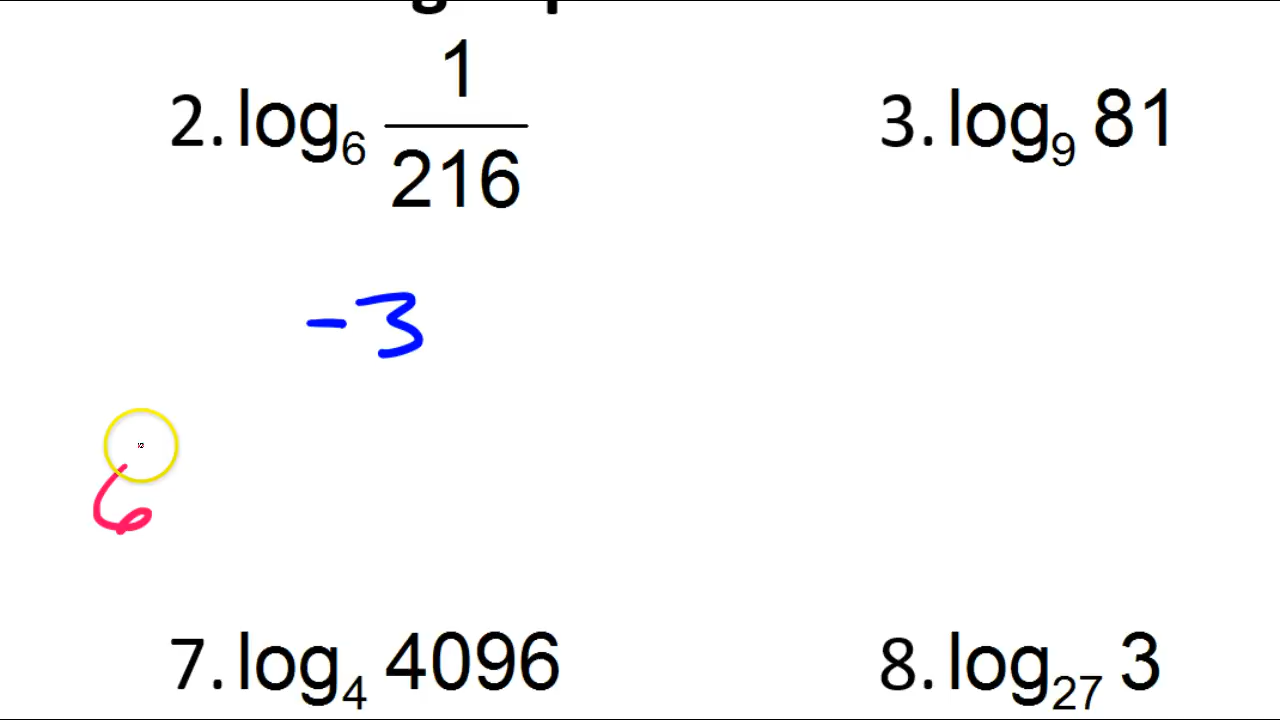 2. log₆ 1/216
3. log₉ 81
-3
6
7. log₄ 4096
8. log₂₇ 3